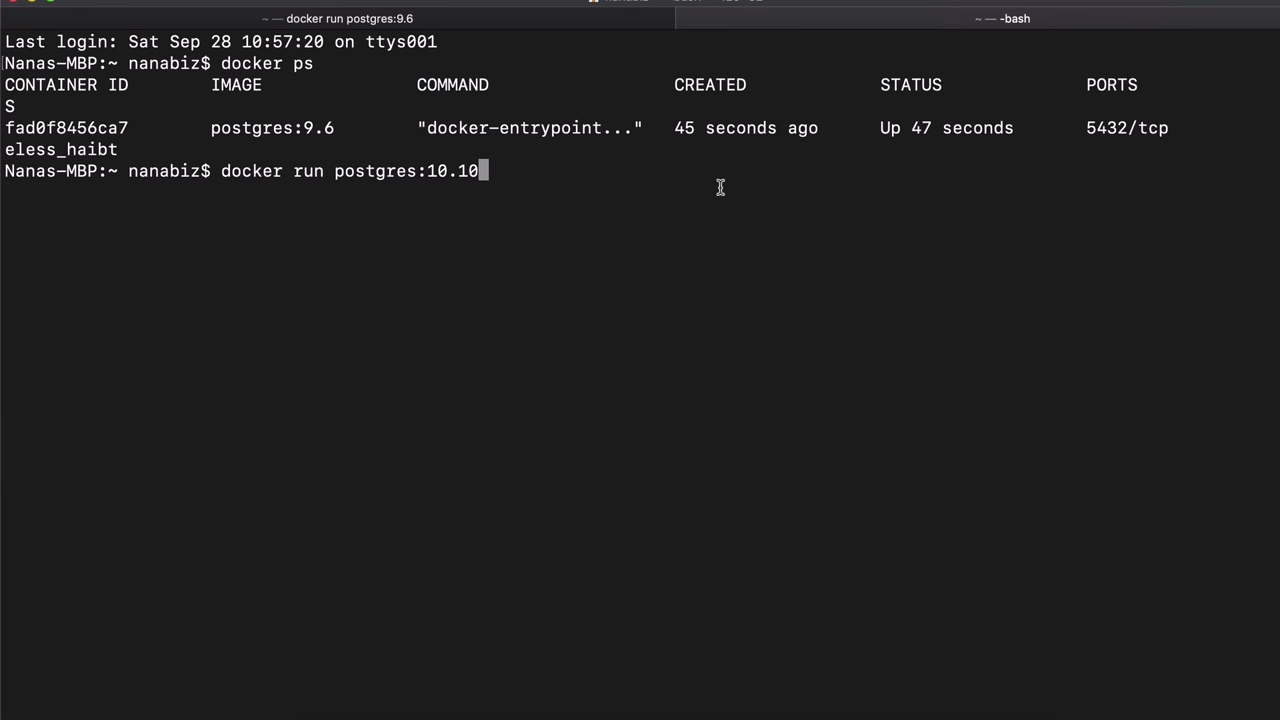 ~ — docker run postgres:9.6
~ — -bash
Last login: Sat Sep 28 10:57:20 on ttys001
Nanas-MBP:~ nanabiz$ docker ps
CONTAINER ID IMAGE COMMAND CREATED STATUS PORTS
S
fad0f8456ca7 postgres:9.6 "docker-entrypoint..." 45 seconds ago Up 47 seconds 5432/tcp
eless_haibt
Nanas-MBP:~ nanabiz$ docker run postgres:10.10